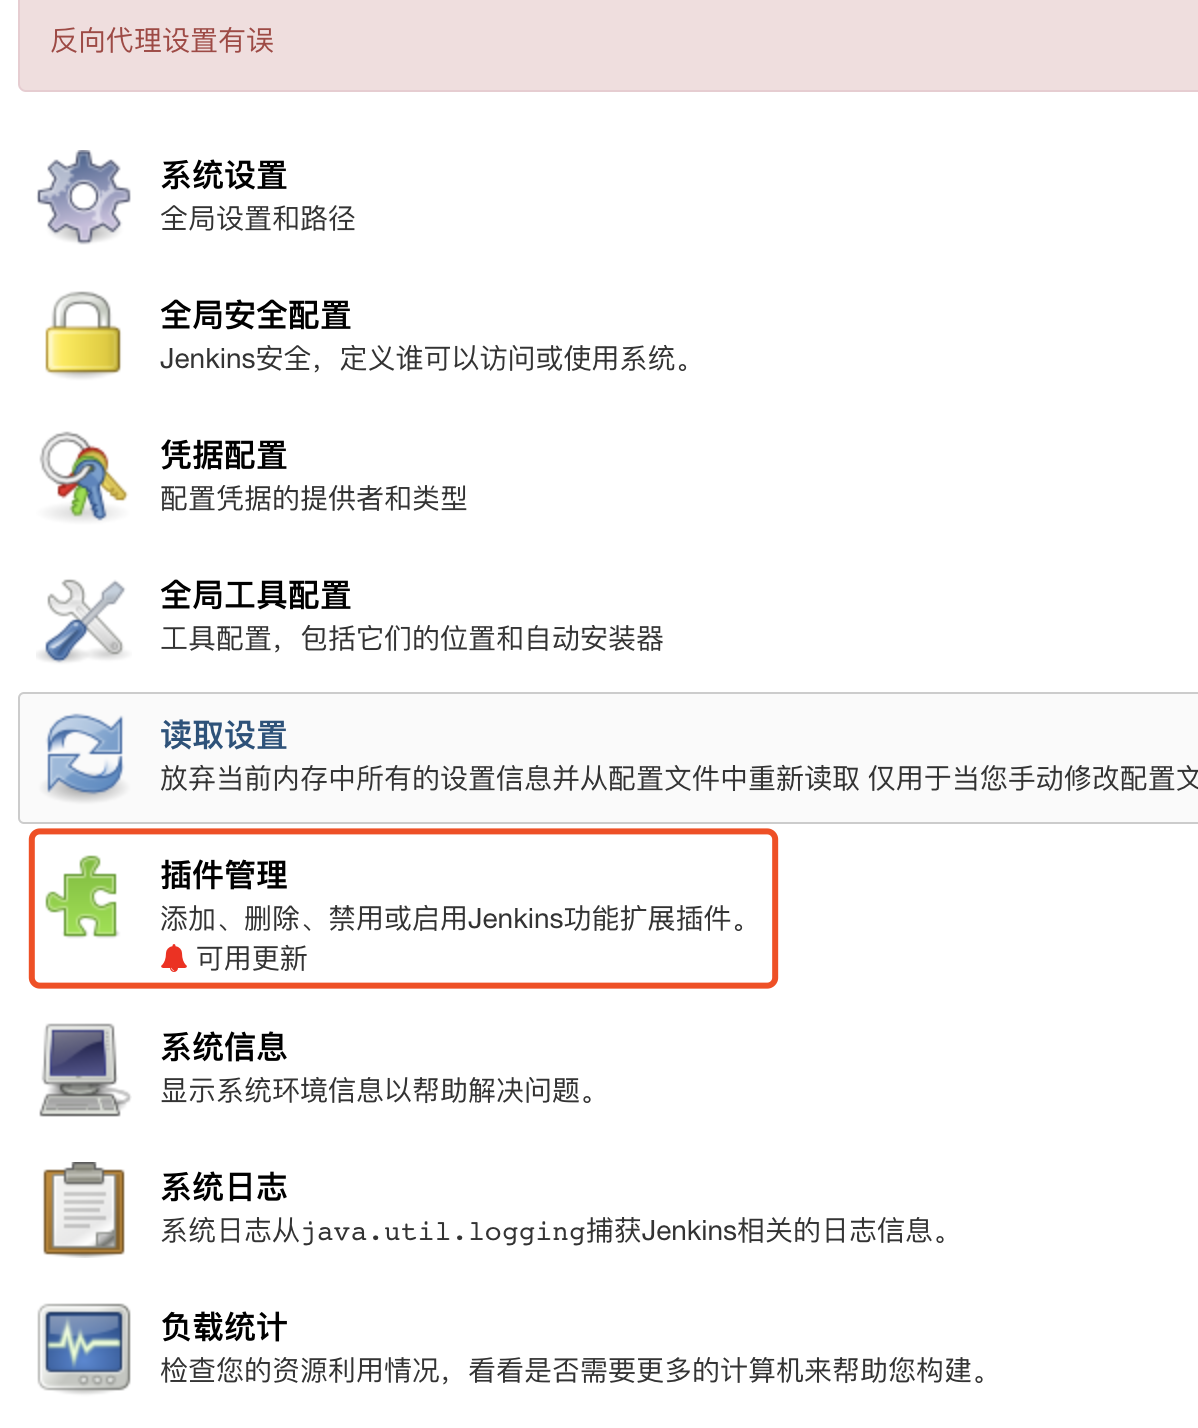 反向代理设置有误
系统设置
全局设置和路径
全局安全配置
Jenkins安全，定义谁可以访问或使用系统。
凭据配置
配置凭据的提供者和类型
全局工具配置
工具配置，包括它们的位置和自动安装器
读取设置
放弃当前内存中所有的设置信息并从配置文件中重新读取 仅用于当您手动修改配置文
插件管理
添加、删除、禁用或启用Jenkins功能扩展插件。
可用更新
系统信息
显示系统环境信息以帮助解决问题。
系统日志
系统日志从java.util.logging捕获Jenkins相关的日志信息。
负载统计
检查您的资源利用情况，看看是否需要更多的计算机来帮助您构建。